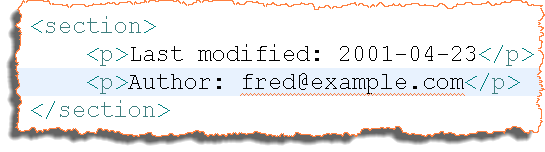 <section>
<p>Last modified: 2001-04-23</p>
<p>Author: fred@example.com</p>
</section>